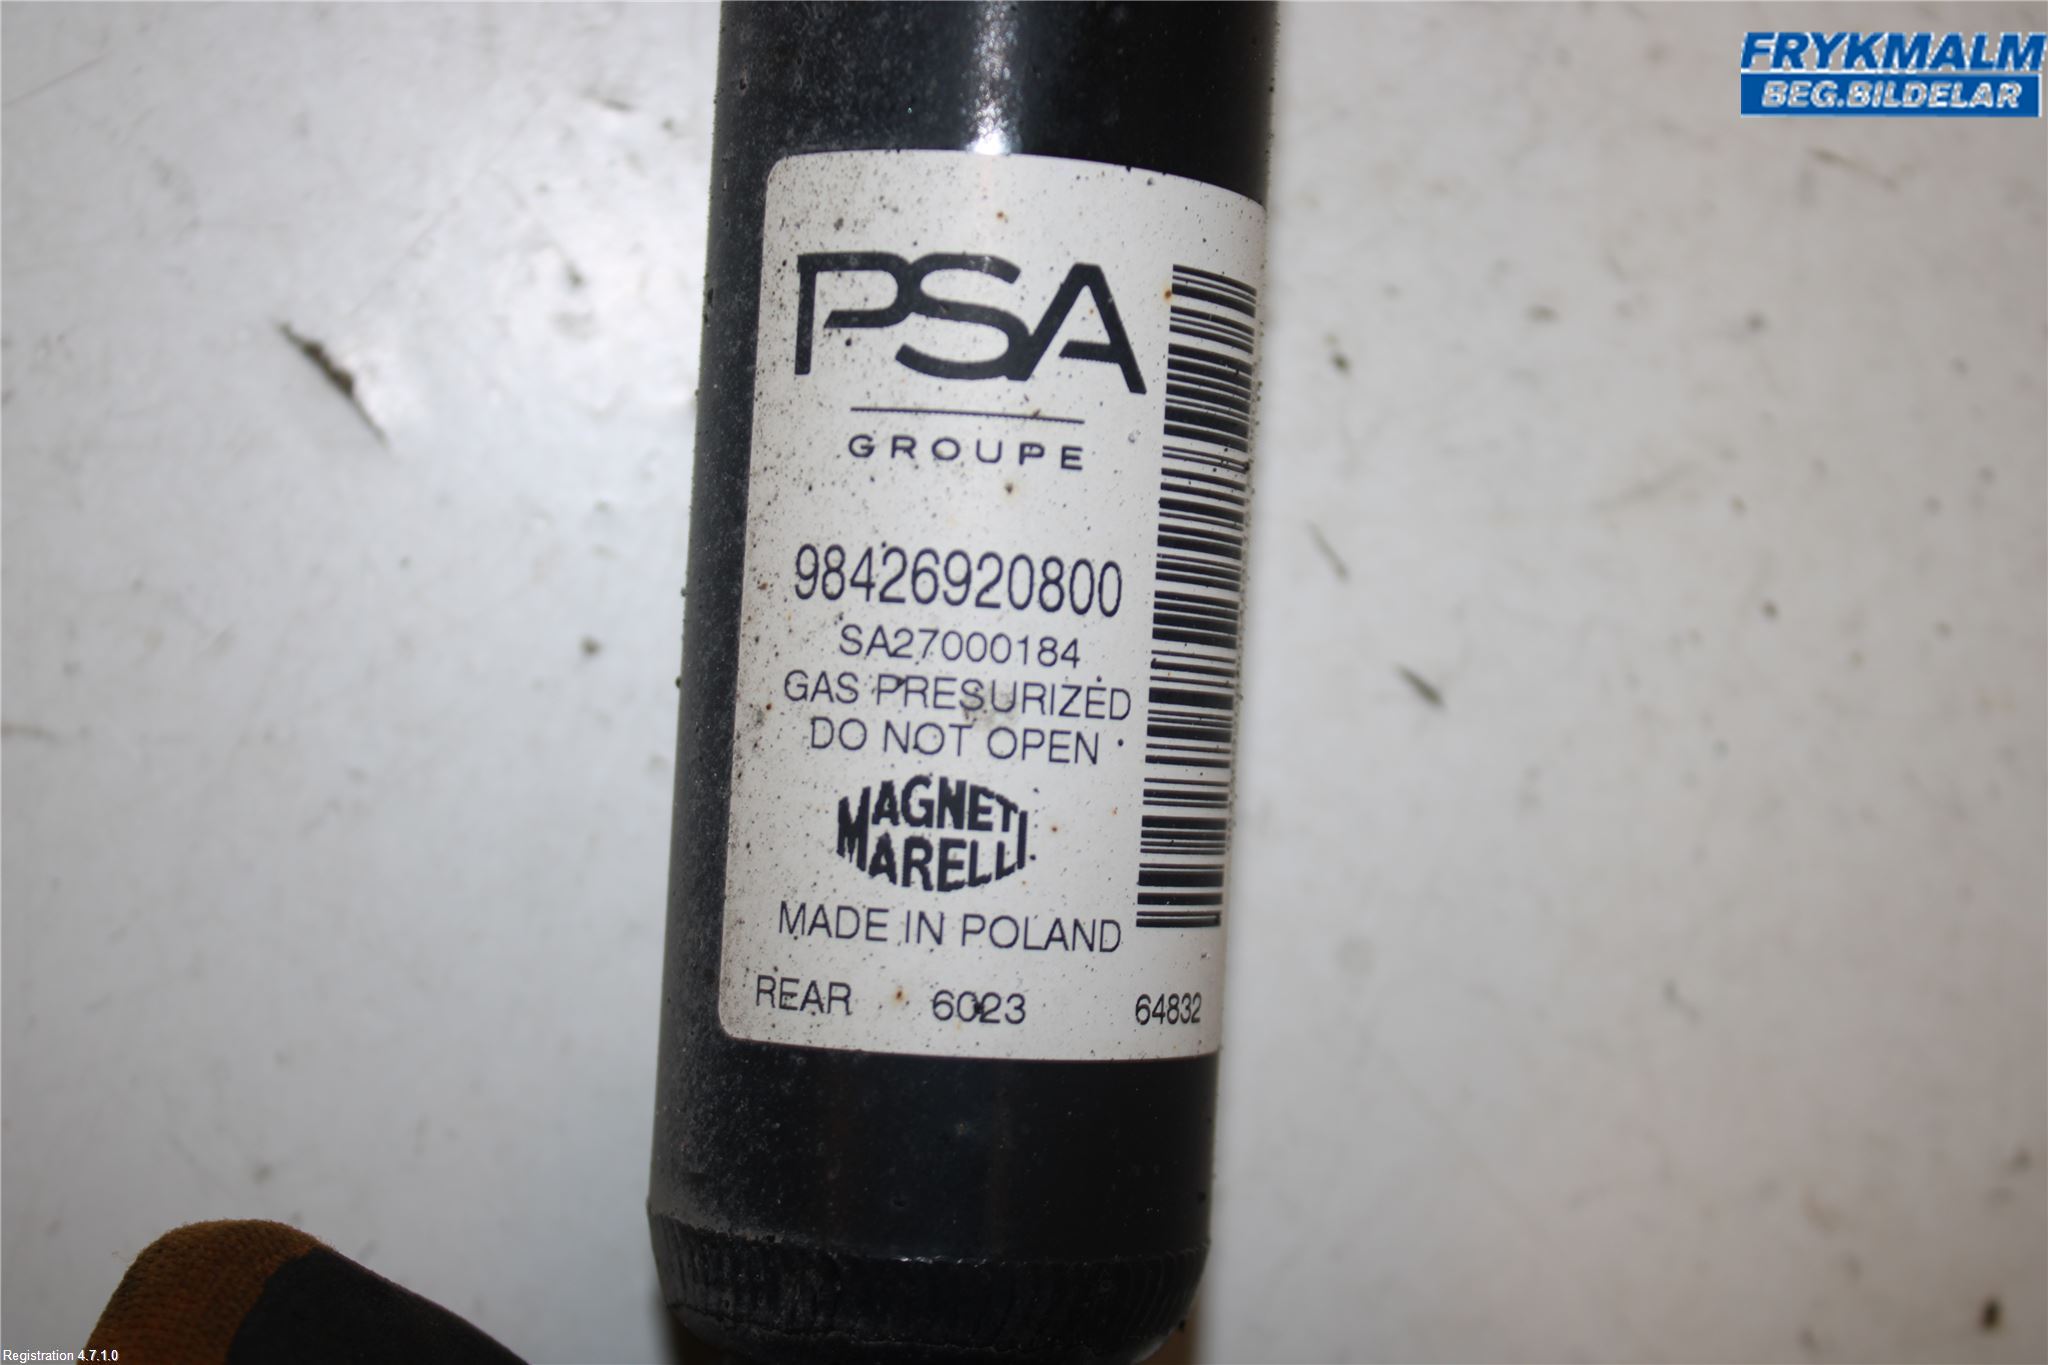 FRYKMALM
BEG.BILDELAR
PSA
GROUPE
98426920800
SA27000184
GAS PRESURIZED
DO NOT OPEN
MAGNETI
MARELLI
MADE IN POLAND
REAR 6023 64832
Registration 4.7.1.0